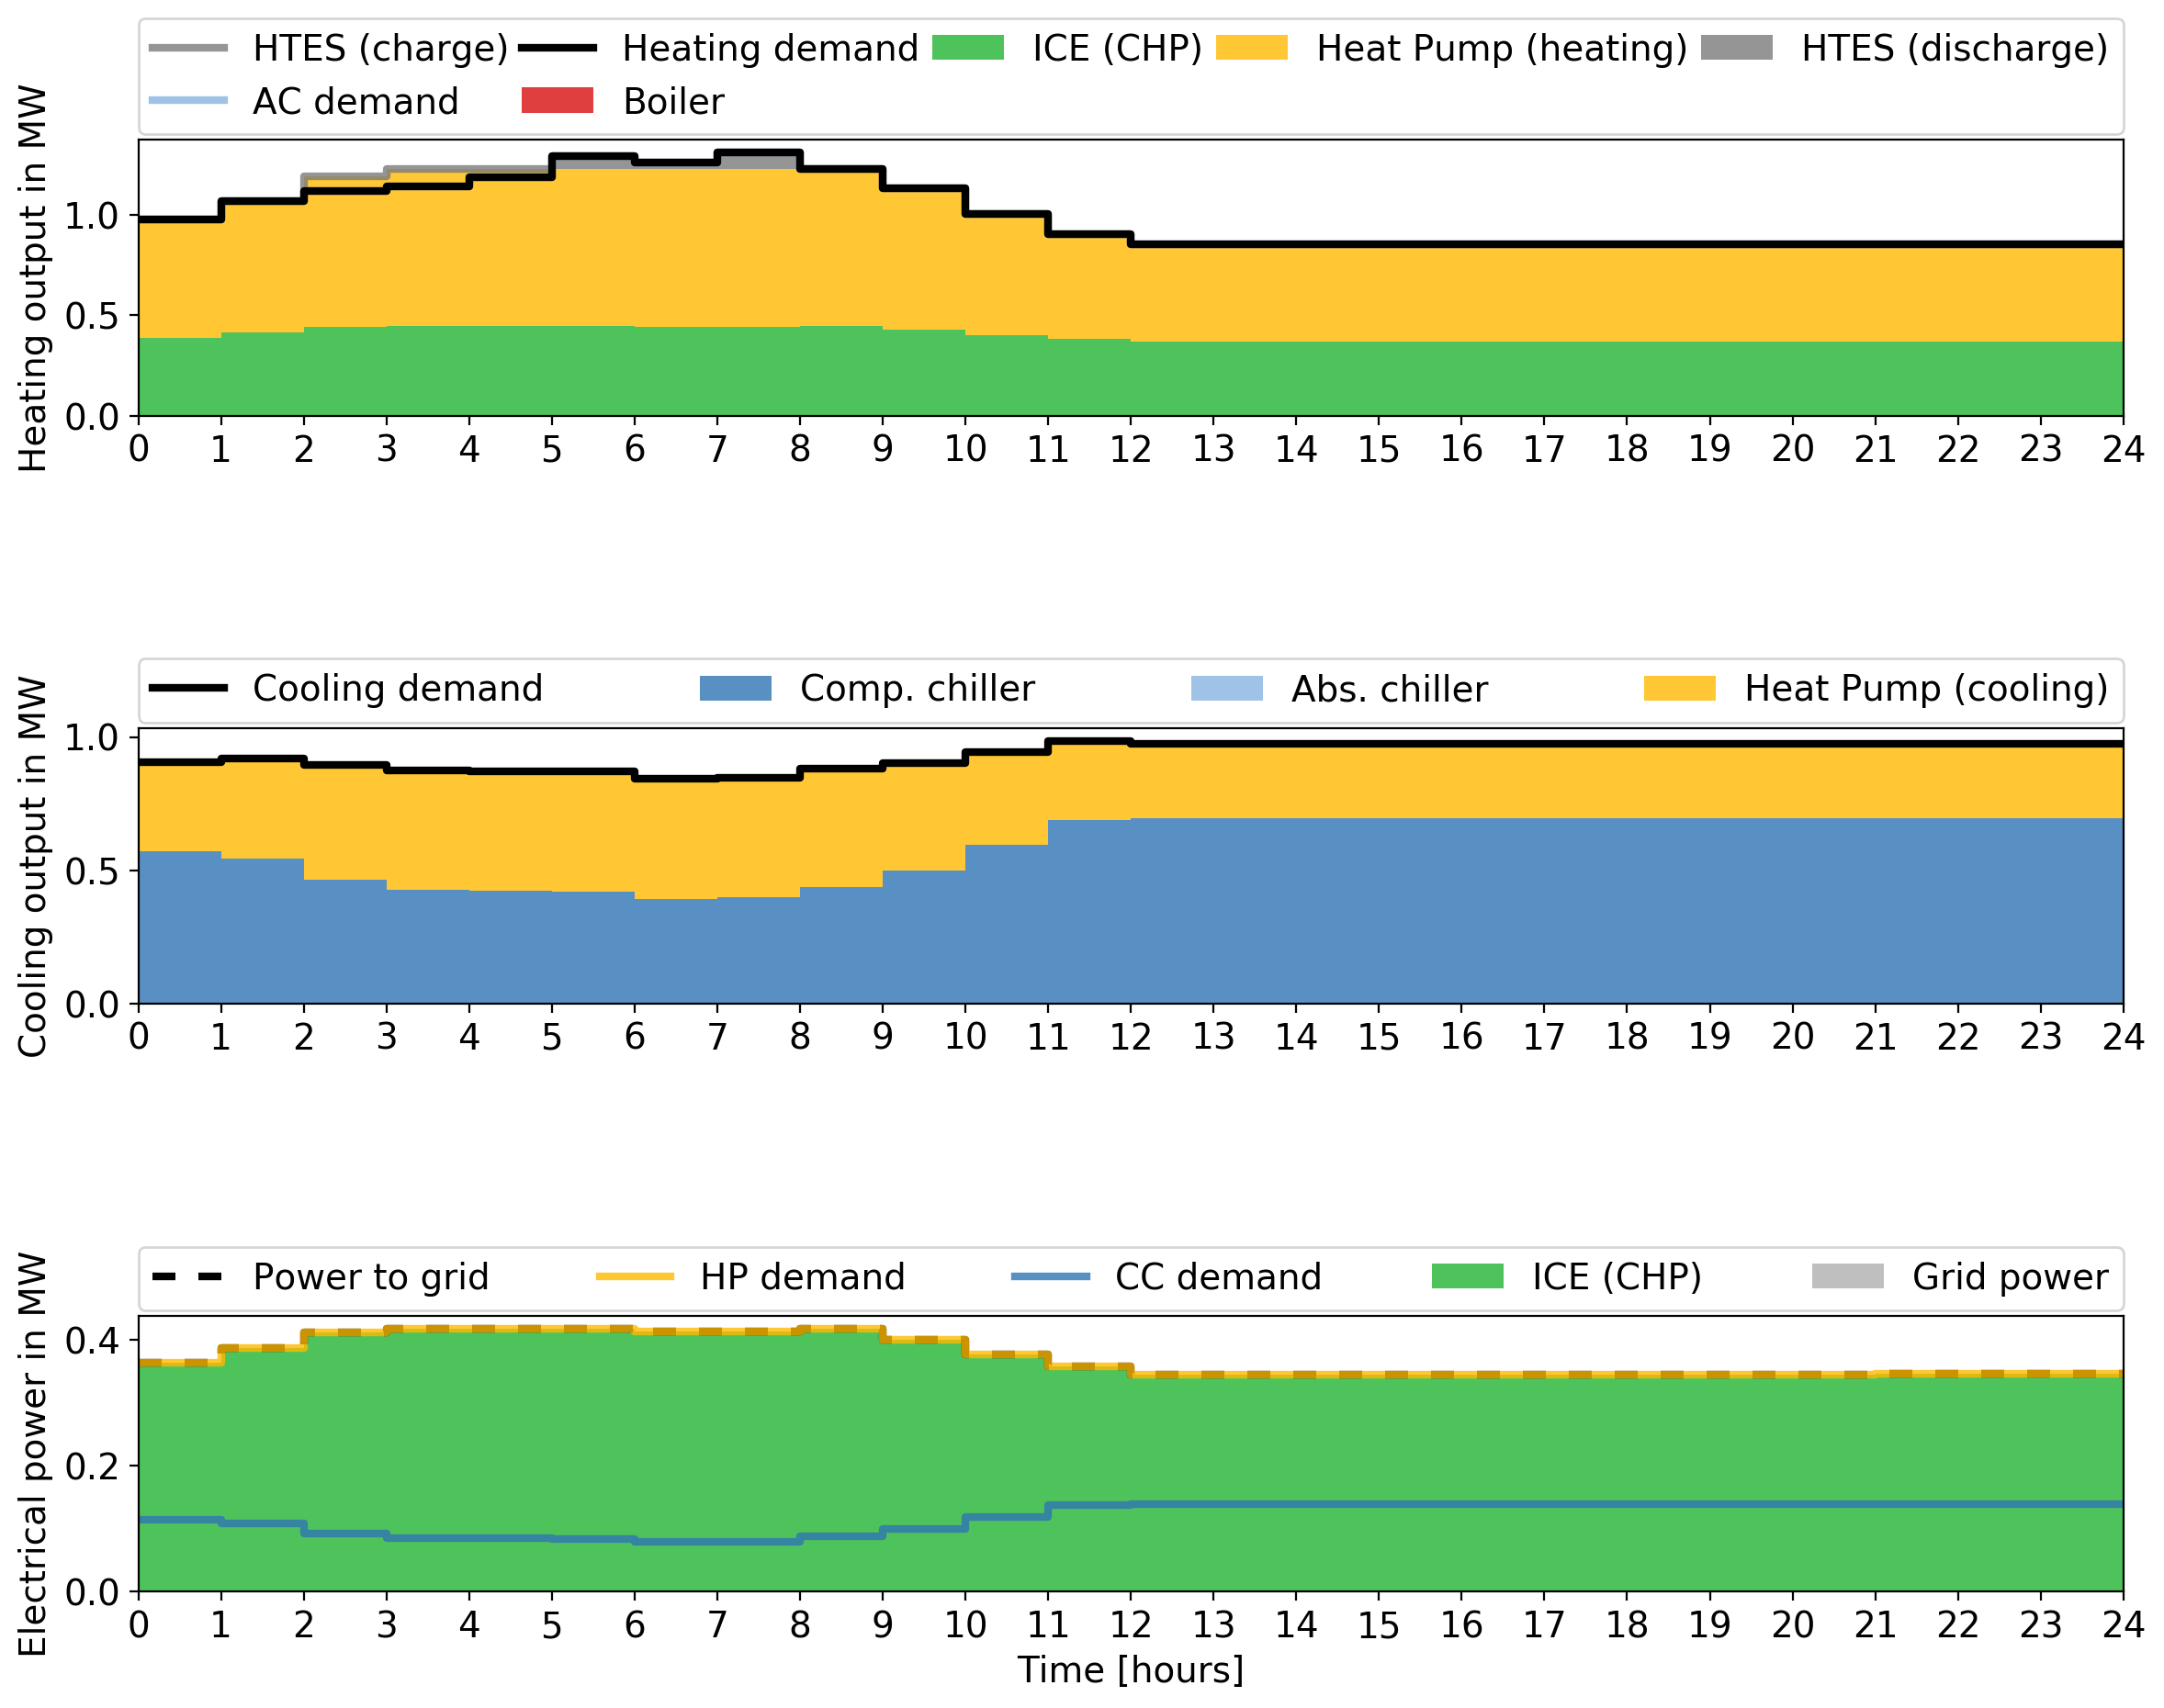 HTES (charge) Heating demand ICE (CHP) Heat Pump (heating) HTES (discharge)
AC demand Boiler
Heating output in MW
1.0
0.5
0.0
0 1 2 3 4 5 6 7 8 9 10 11 12 13 14 15 16 17 18 19 20 21 22 23 24
Cooling demand Comp. chiller Abs. chiller Heat Pump (cooling)
Cooling output in MW
1.0
0.5
0.0
0 1 2 3 4 5 6 7 8 9 10 11 12 13 14 15 16 17 18 19 20 21 22 23 24
Power to grid HP demand CC demand ICE (CHP) Grid power
Electrical power in MW
0.4
0.2
0.0
0 1 2 3 4 5 6 7 8 9 10 11 12 13 14 15 16 17 18 19 20 21 22 23 24
Time [hours]